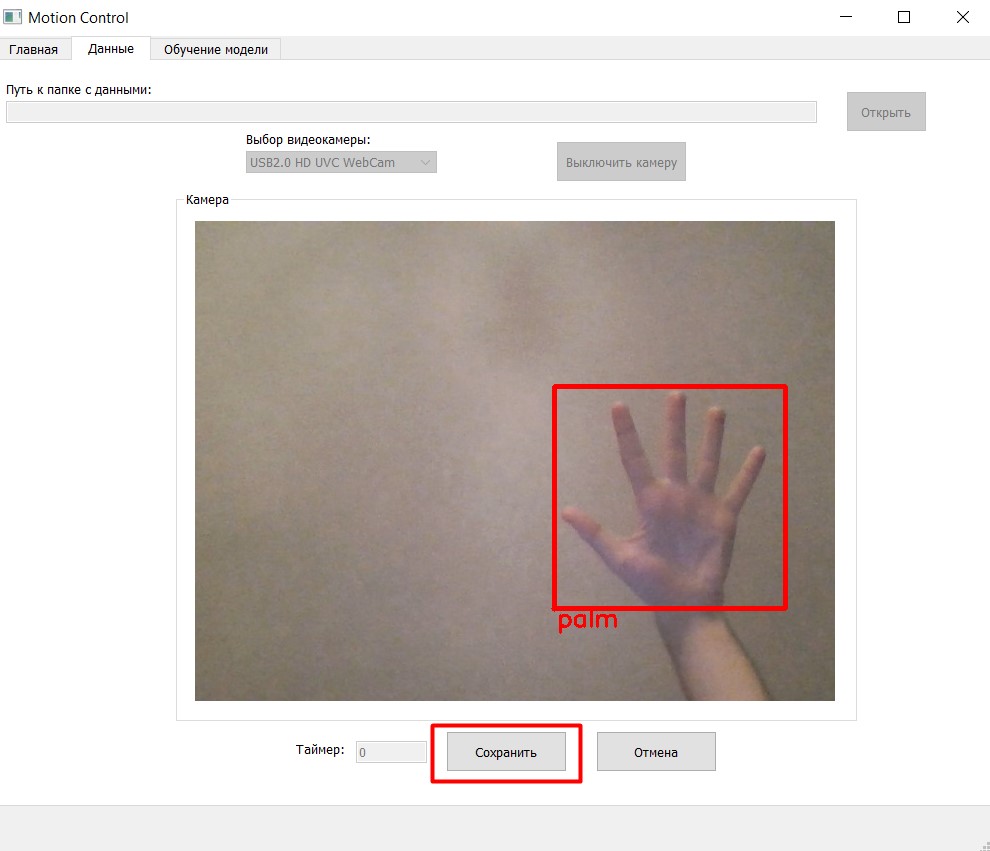 Motion Control
Главная Данные Обучение модели
Путь к папке с данными:
Открыть
Выбор видеокамеры:
USB2.0 HD UVC WebCam
Выключить камеру
Камера
palm
Таймер: 0 Сохранить Отмена